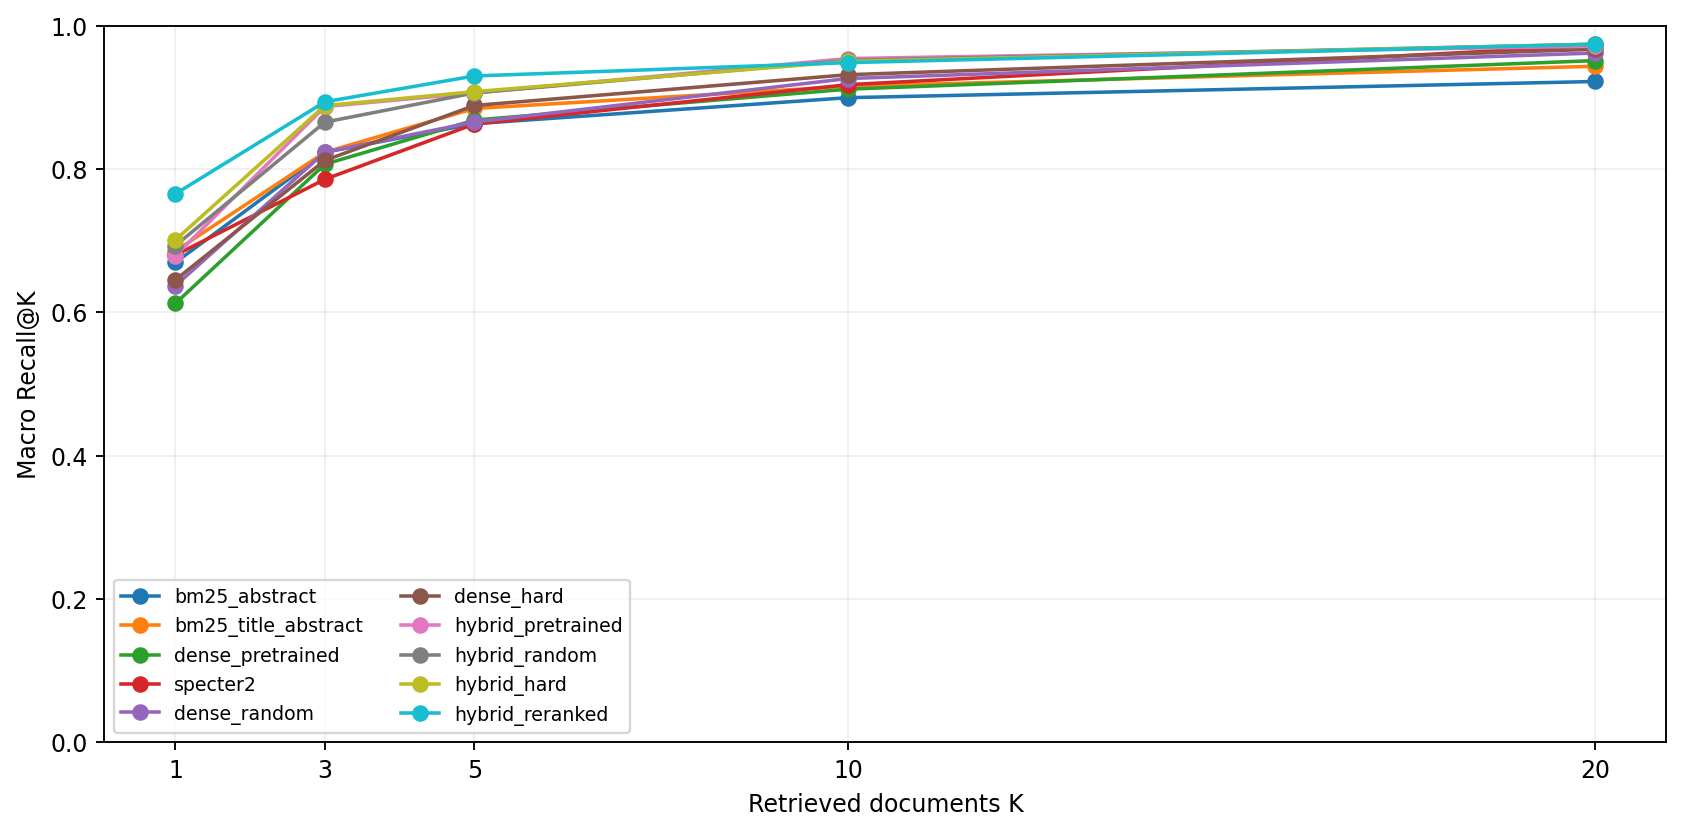 1.0
0.8
0.6
0.4
0.2
0.0
Macro Recall@K
bm25_abstract
bm25_title_abstract
dense_pretrained
specter2
dense_random
dense_hard
hybrid_pretrained
hybrid_random
hybrid_hard
hybrid_reranked
1 3 5 10 20
Retrieved documents K